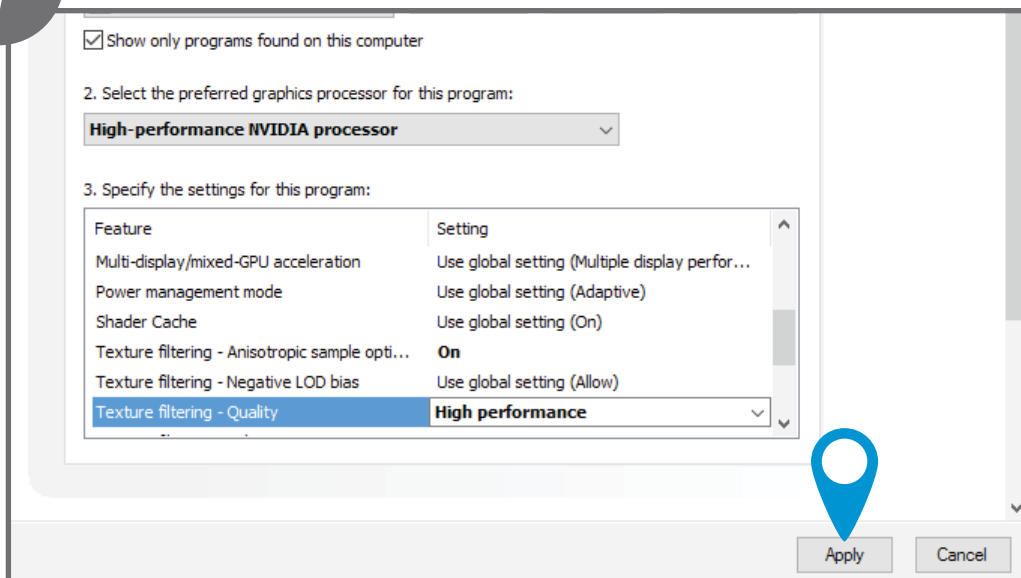 Show only programs found on this computer
2. Select the preferred graphics processor for this program:
High-performance NVIDIA processor
3. Specify the settings for this program:
Feature Setting
Multi-display/mixed-GPU acceleration Use global setting (Multiple display perfor...
Power management mode Use global setting (Adaptive)
Shader Cache Use global setting (On)
Texture filtering - Anisotropic sample opti... On
Texture filtering - Negative LOD bias Use global setting (Allow)
Texture filtering - Quality High performance
Apply Cancel